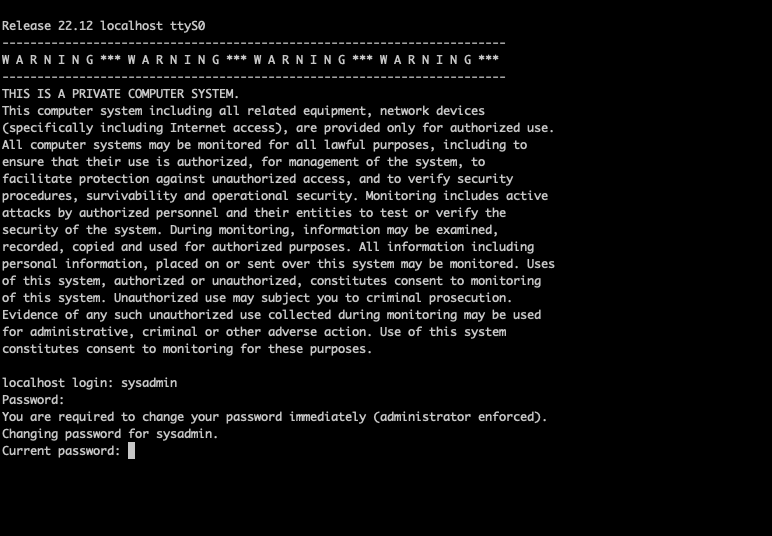 Release 22.12 localhost ttyS0
------------------------------------------------------------------------
W A R N I N G *** W A R N I N G *** W A R N I N G *** W A R N I N G ***
------------------------------------------------------------------------
THIS IS A PRIVATE COMPUTER SYSTEM.
This computer system including all related equipment, network devices
(specifically including Internet access), are provided only for authorized use.
All computer systems may be monitored for all lawful purposes, including to
ensure that their use is authorized, for management of the system, to
facilitate protection against unauthorized access, and to verify security
procedures, survivability and operational security. Monitoring includes active
attacks by authorized personnel and their entities to test or verify the
security of the system. During monitoring, information may be examined,
recorded, copied and used for authorized purposes. All information including
personal information, placed on or sent over this system may be monitored. Uses
of this system, authorized or unauthorized, constitutes consent to monitoring
of this system. Unauthorized use may subject you to criminal prosecution.
Evidence of any such unauthorized use collected during monitoring may be used
for administrative, criminal or other adverse action. Use of this system
constitutes consent to monitoring for these purposes.
localhost login: sysadmin
Password:
You are required to change your password immediately (administrator enforced).
Changing password for sysadmin.
Current password: